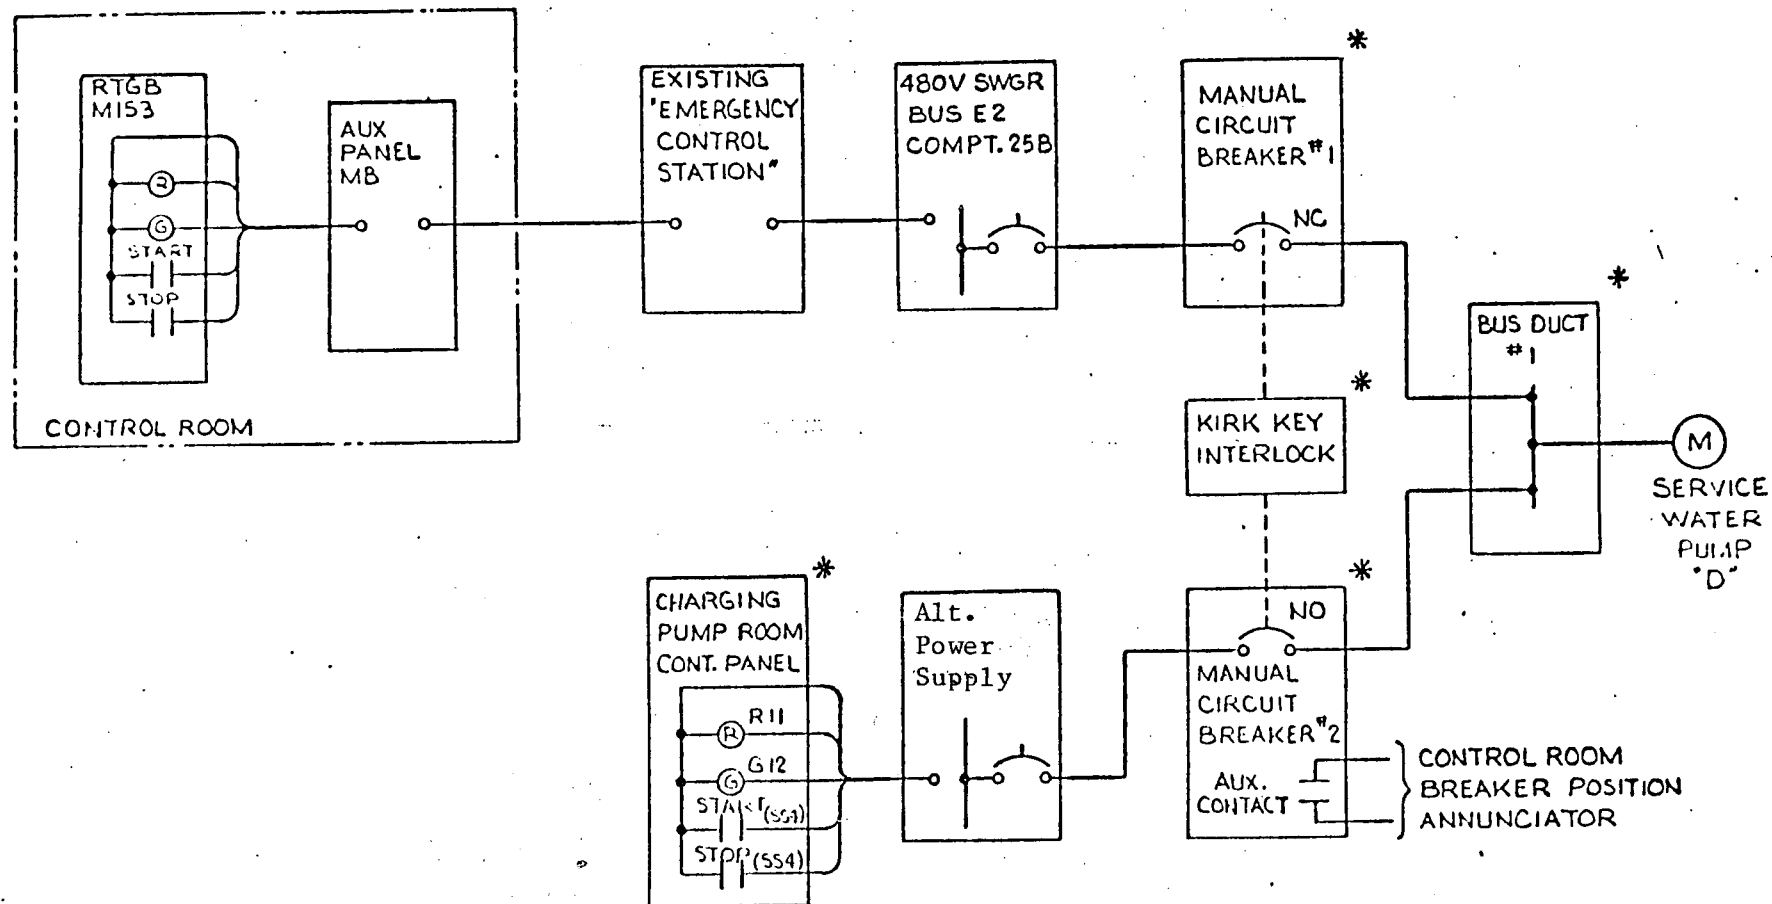 RTGB
M153
R
G
START
STOP
AUX
PANEL
MB
CONTROL ROOM
EXISTING
"EMERGENCY
CONTROL
STATION"
480V SWGR
BUS E2
COMPT. 25B
*
MANUAL
CIRCUIT
BREAKER #1
NC
*
BUS DUCT
#1
*
KIRK KEY
INTERLOCK
M
SERVICE
WATER
PUMP
"D"
*
CHARGING
PUMP ROOM
CONT. PANEL
R R11
G G12
START (SS4)
STOP (SS4)
Alt.
Power
Supply
*
NO
MANUAL
CIRCUIT
BREAKER #2
AUX.
CONTACT
CONTROL ROOM
BREAKER POSITION
ANNUNCIATOR